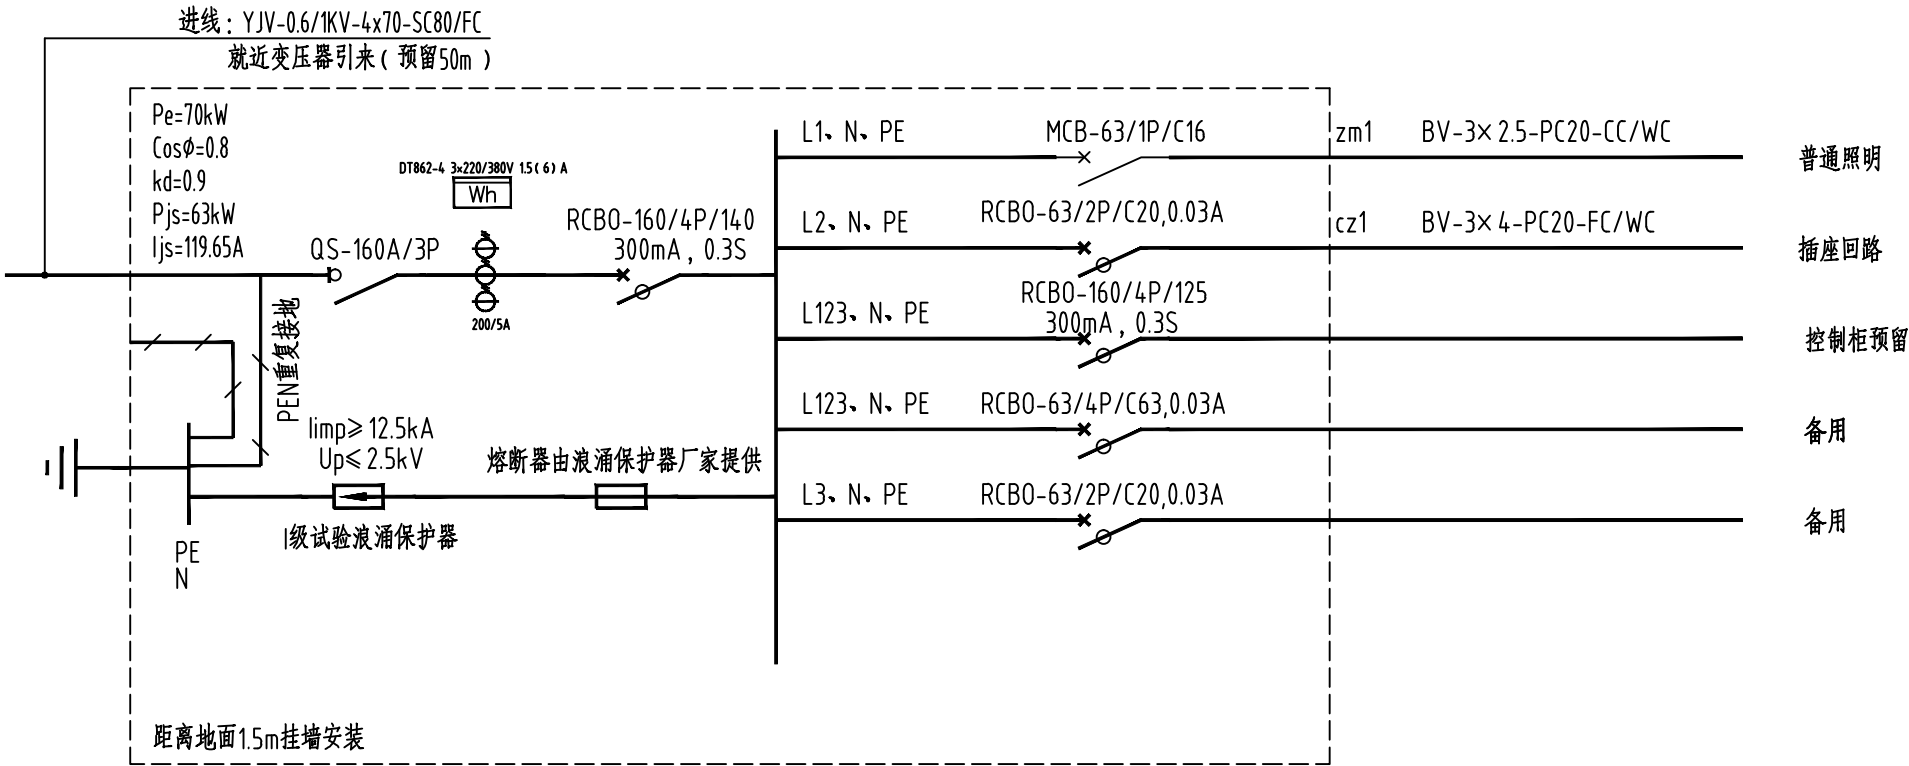 进线：YJV-0.6/1KV-4x70-SC80/FC
就近变压器引来（预留50m）
Pe=70kW
Cosø=0.8
kd=0.9
Pjs=63kW
Ijs=119.65A
DT862-4 3×220/380V 1.5(6)A
Wh
QS-160A/3P
200/5A
RCBO-160/4P/140
300mA，0.3S
PEN重复接地
Iimp≥12.5kA
Up≤2.5kV
熔断器由浪涌保护器厂家提供
I级试验浪涌保护器
PE
N
L1、N、PE MCB-63/1P/C16 zm1 BV-3×2.5-PC20-CC/WC 普通照明
L2、N、PE RCBO-63/2P/C20,0.03A cz1 BV-3×4-PC20-FC/WC 插座回路
L123、N、PE RCBO-160/4P/125
300mA，0.3S 控制柜预留
L123、N、PE RCBO-63/4P/C63,0.03A 备用
L3、N、PE RCBO-63/2P/C20,0.03A 备用
距离地面1.5m挂墙安装